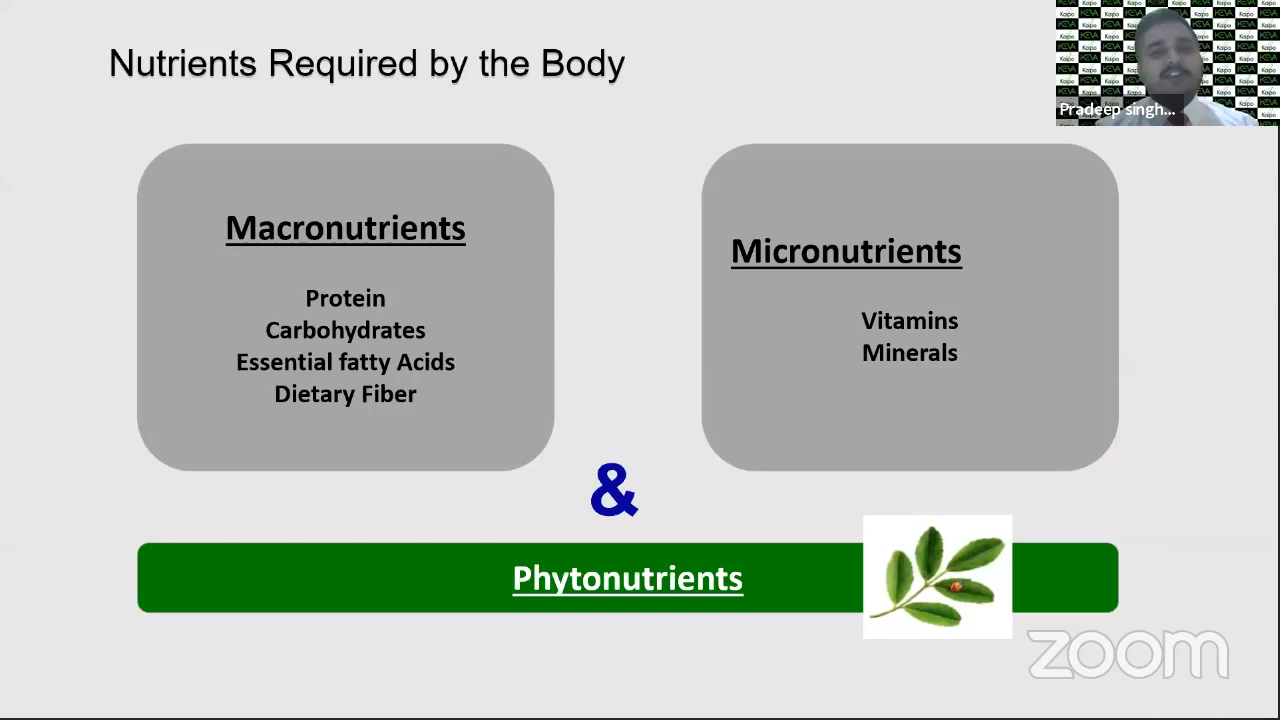 Nutrients Required by the Body
Pradeep singh...
Macronutrients
Protein
Carbohydrates
Essential fatty Acids
Dietary Fiber
Micronutrients
Vitamins
Minerals
&
Phytonutrients
zoom